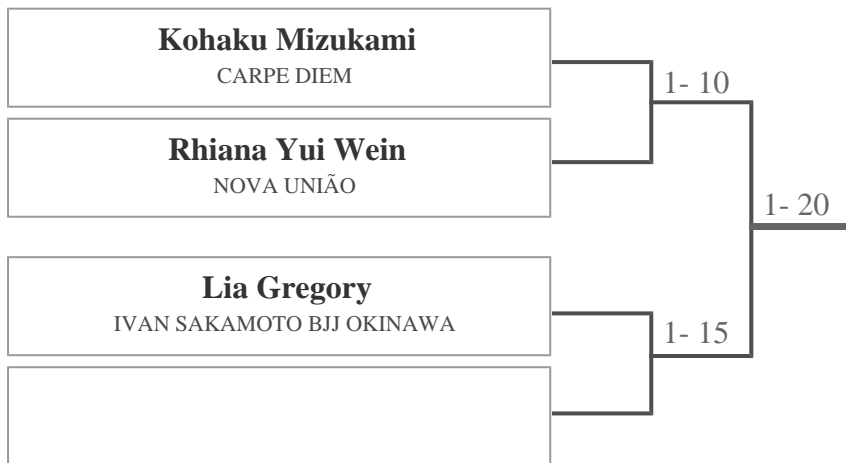 Kohaku Mizukami
CARPE DIEM
1- 10
Rhiana Yui Wein
NOVA UNIÃO
1- 20
Lia Gregory
IVAN SAKAMOTO BJJ OKINAWA
1- 15